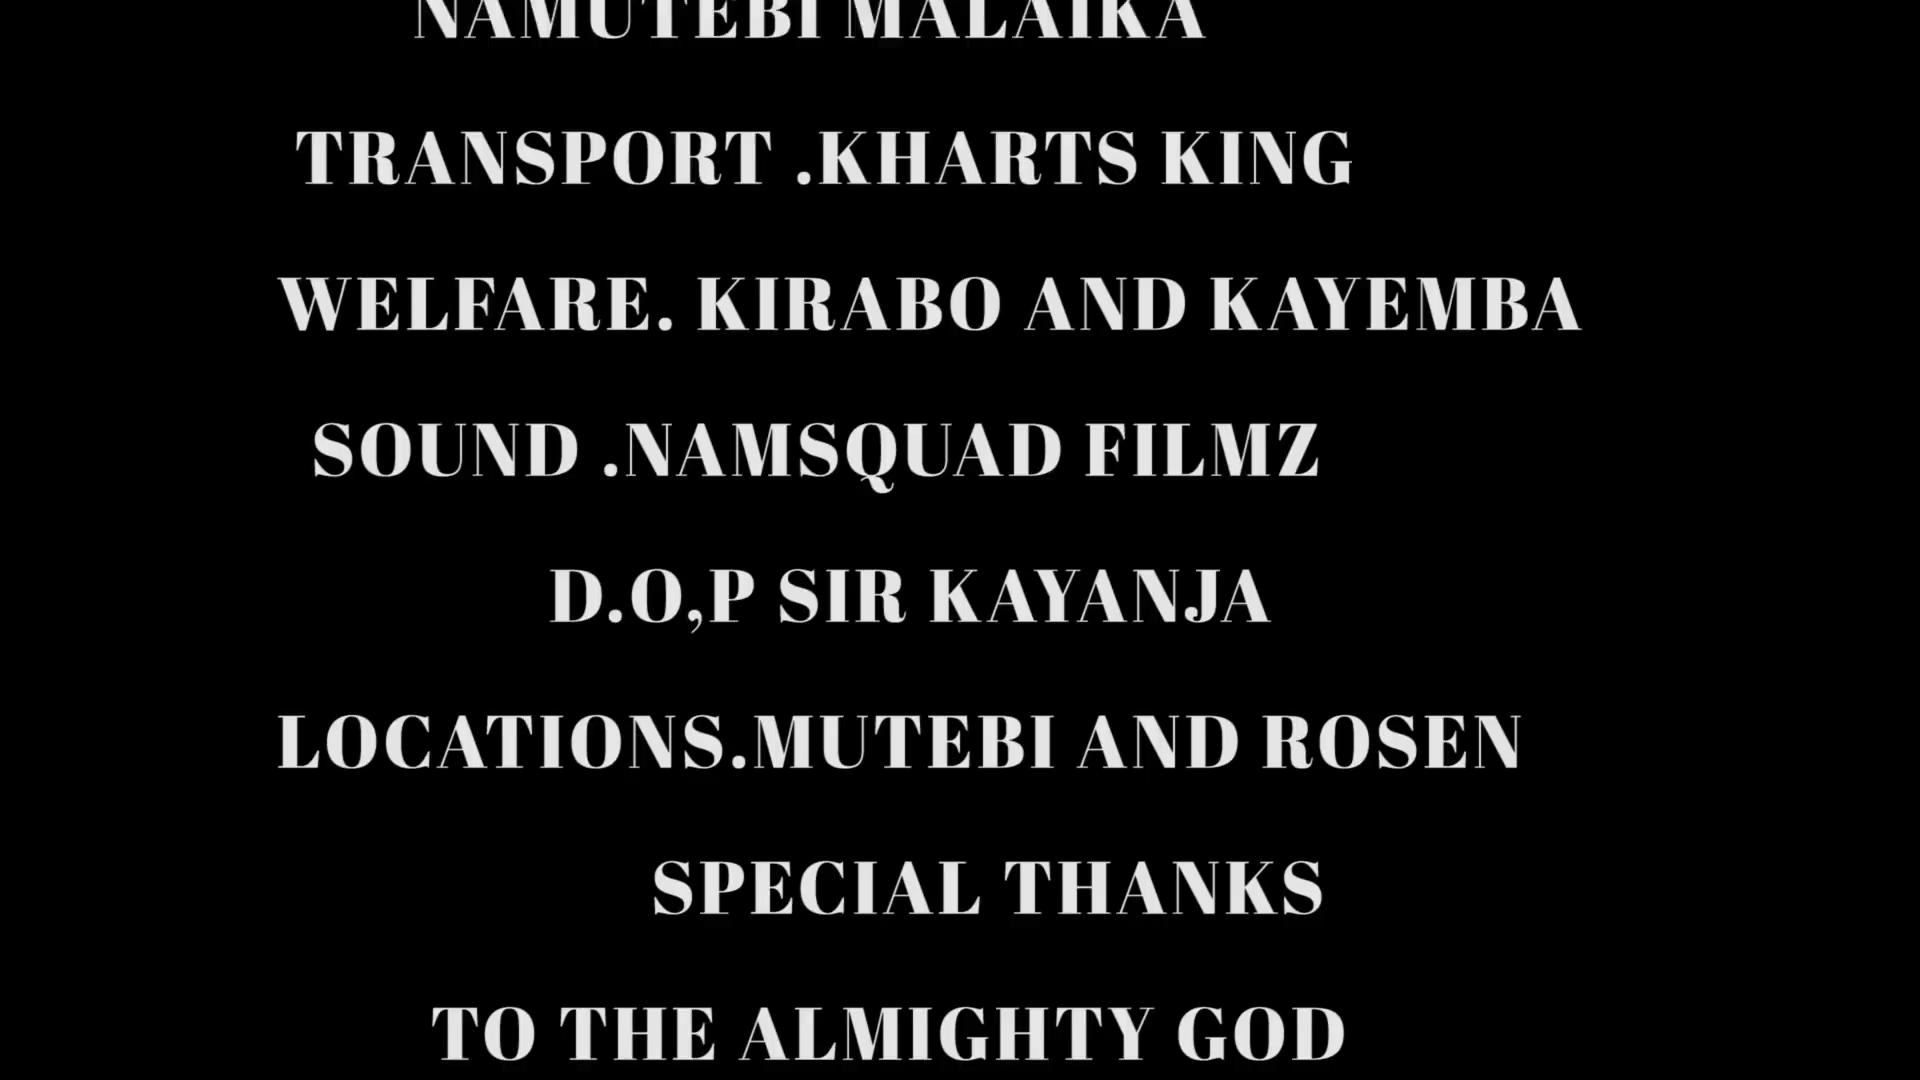 NAMUTEBI MALAIKA
TRANSPORT .KHARTS KING
WELFARE. KIRABO AND KAYEMBA
SOUND .NAMSQUAD FILMZ
D.O,P SIR KAYANJA
LOCATIONS.MUTEBI AND ROSEN
SPECIAL THANKS
TO THE ALMIGHTY GOD